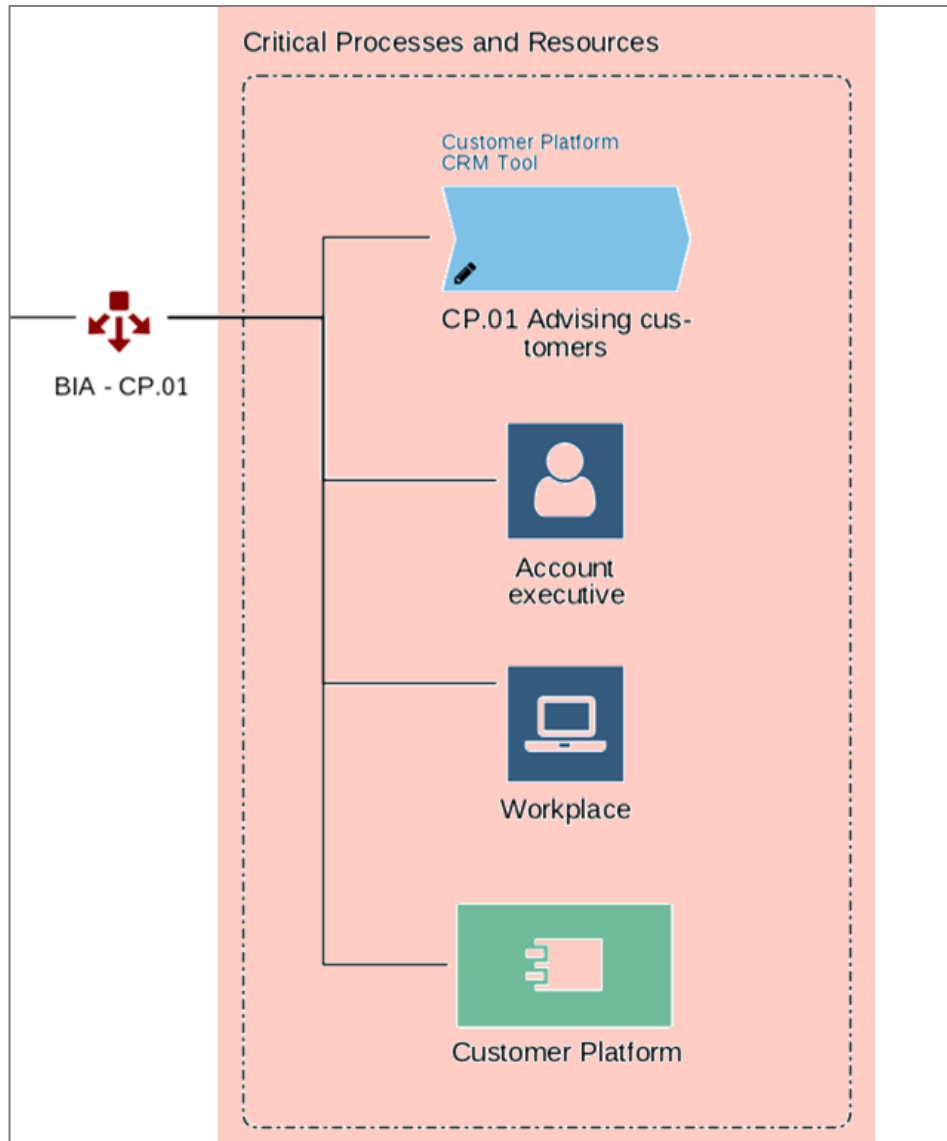 Critical Processes and Resources
Customer Platform
CRM Tool
CP.01 Advising cus-
tomers
BIA - CP.01
Account
executive
Workplace
Customer Platform